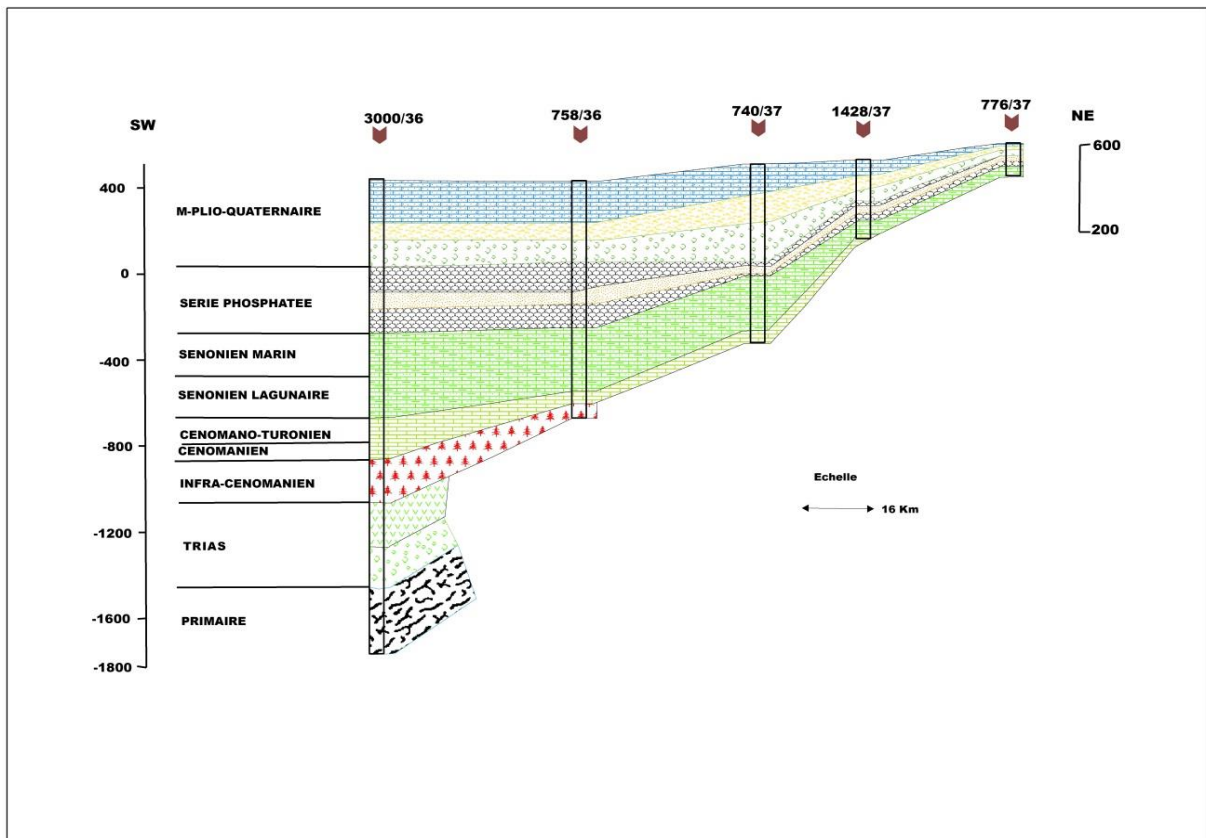 3000/36 758/36 740/37 1428/37 776/37
SW NE
600
400
M-PLIO-QUATERNAIRE
200
0
SERIE PHOSPHATEE
SENONIEN MARIN
-400
SENONIEN LAGUNAIRE
CENOMANO-TURONIEN
-800
CENOMANIEN
INFRA-CENOMANIEN
Echelle
16 Km
-1200
TRIAS
-1600
PRIMAIRE
-1800